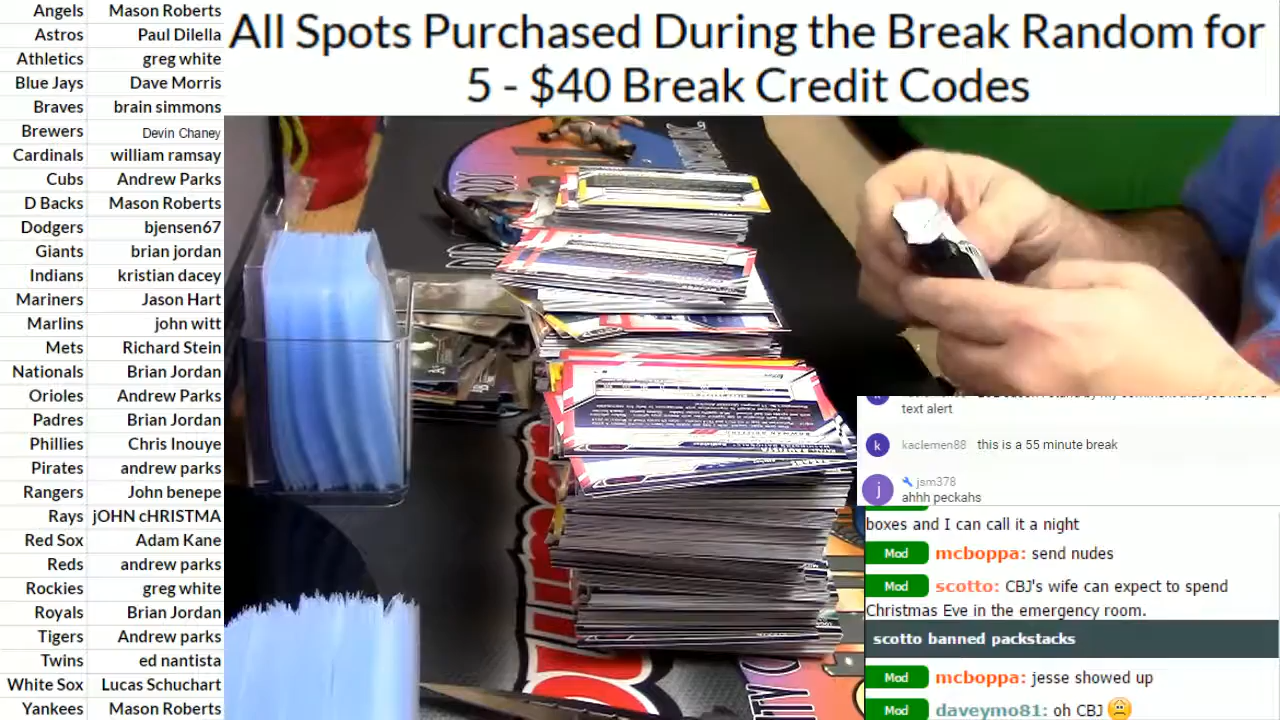 Angels Mason Roberts
Astros Paul Dilella
Athletics greg white
Blue Jays Dave Morris
Braves brain simmons
Brewers Devin Chaney
Cardinals william ramsay
Cubs Andrew Parks
D Backs Mason Roberts
Dodgers bjensen67
Giants brian jordan
Indians kristian dacey
Mariners Jason Hart
Marlins john witt
Mets Richard Stein
Nationals Brian Jordan
Orioles Andrew Parks
Padres Brian Jordan
Phillies Chris Inouye
Pirates andrew parks
Rangers John benepe
Rays jOHN cHRISTMA
Red Sox Adam Kane
Reds andrew parks
Rockies greg white
Royals Brian Jordan
Tigers Andrew parks
Twins ed nantista
White Sox Lucas Schuchart
Yankees Mason Roberts
All Spots Purchased During the Break Random for
5 - $40 Break Credit Codes
text alert
k kaclemen88 this is a 55 minute break
j jsm378
ahhh peckahs
boxes and I can call it a night
Mod mcboppa: send nudes
Mod scotto: CBJ's wife can expect to spend
Christmas Eve in the emergency room.
scotto banned packstacks
Mod mcboppa: jesse showed up
Mod daveymo81: oh CBJ